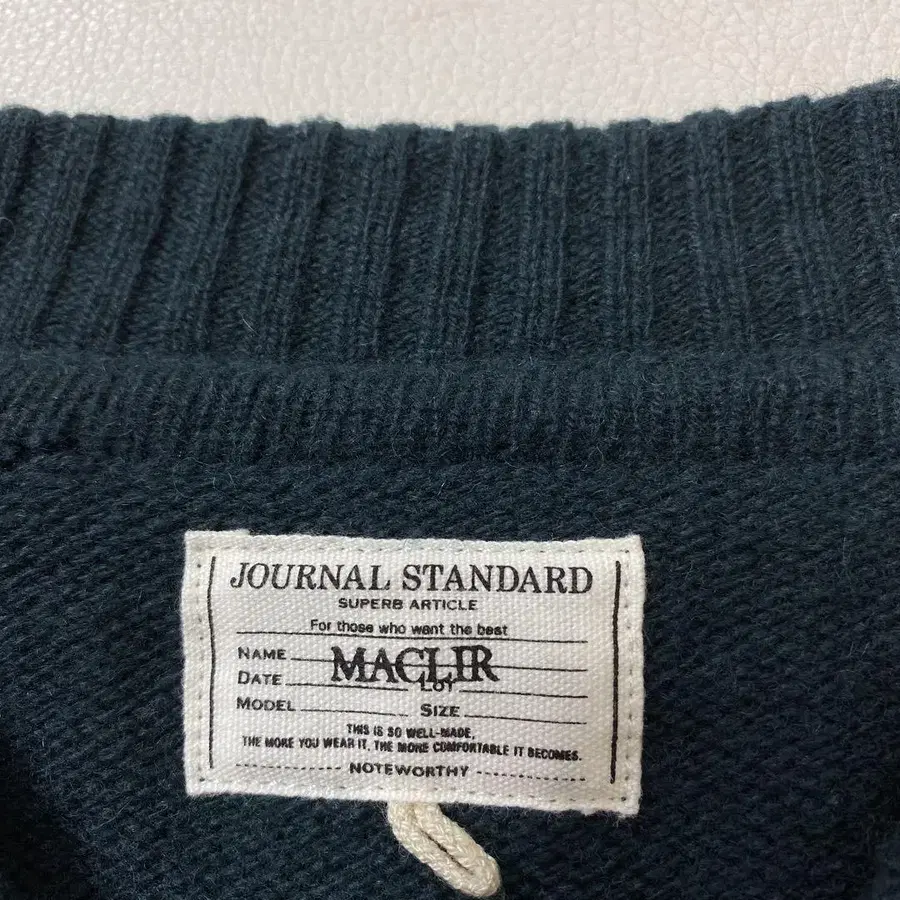 JOURNAL STANDARD
SUPERB ARTICLE
For those who want the best
NAME
MACLIR
DATE LOT
MODEL SIZE
THIS IS SO WELL-MADE,
THE MORE YOU WEAR IT, THE MORE COMFORTABLE IT BECOMES.
NOTEWORTHY